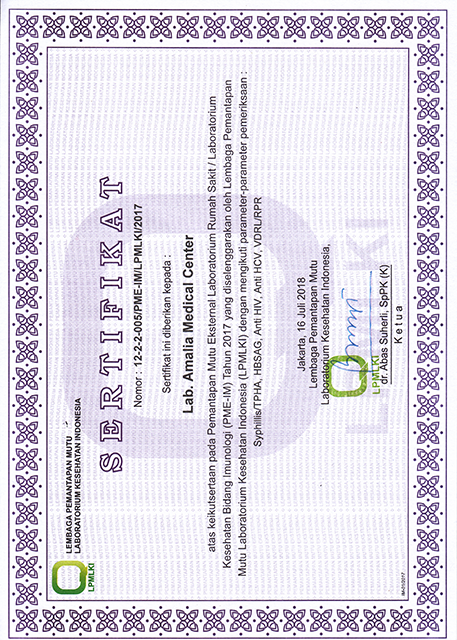 LPMLKI
LEMBAGA PEMANTAPAN MUTU
LABORATORIUM KESEHATAN INDONESIA
SERTIFIKAT
Nomor : 12-2-2-005/PME-IM/LPMLKI/2017
Sertifikat ini diberikan kepada :
Lab. Amalia Medical Center
atas keikutsertaan pada Pemantapan Mutu Eksternal Laboratorium Rumah Sakit / Laboratorium
Kesehatan Bidang Imunologi (PME-IM) Tahun 2017 yang diselenggarakan oleh Lembaga Pemantapan
Mutu Laboratorium Kesehatan Indonesia (LPMLKI) dengan mengikuti parameter-parameter pemeriksaan :
Syphillis/TPHA, HBSAG, Anti HIV, Anti HCV, VDRL/RPR
Jakarta, 16 Juli 2018
Lembaga Pemantapan Mutu
Laboratorium Kesehatan Indonesia,
LPMLKI
dr. Abas Suherli, SpPK (K)
Ketua
LPMLKI